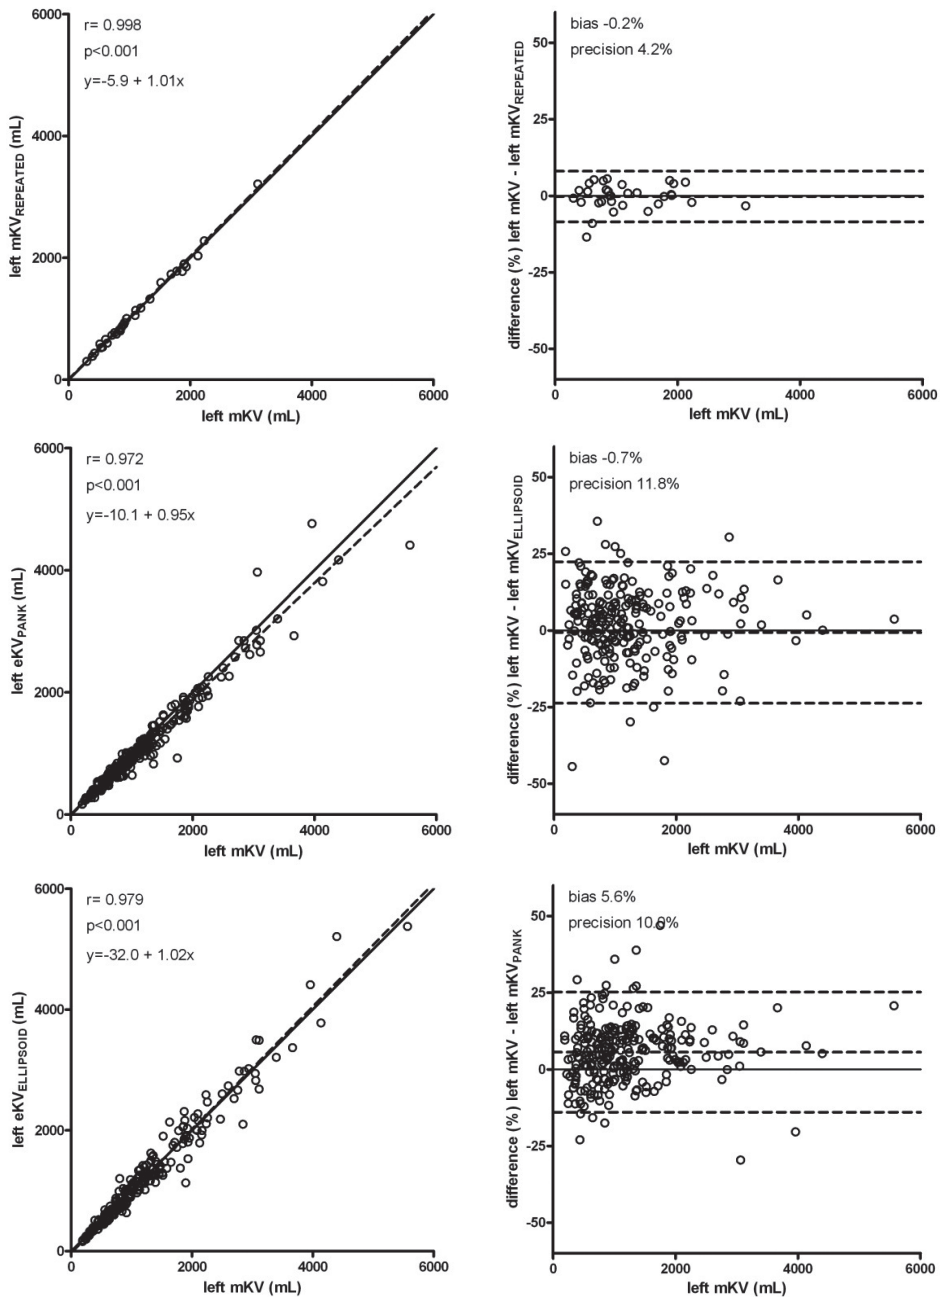 r= 0.998
p<0.001
y=-5.9 + 1.01x
6000
4000
2000
0
0 2000 4000 6000
left mKV (mL)
left mKVREPEATED (mL)
bias -0.2%
precision 4.2%
50
25
0
-25
-50
0 2000 4000 6000
left mKV (mL)
difference (%) left mKV - left mKVREPEATED
r= 0.972
p<0.001
y=-10.1 + 0.95x
6000
4000
2000
0
0 2000 4000 6000
left mKV (mL)
left eKVPANK (mL)
bias -0.7%
precision 11.8%
50
25
0
-25
-50
0 2000 4000 6000
left mKV (mL)
difference (%) left mKV - left mKVELLIPSOID
r= 0.979
p<0.001
y=-32.0 + 1.02x
6000
4000
2000
0
0 2000 4000 6000
left mKV (mL)
left eKVELLIPSOID (mL)
bias 5.6%
precision
50
25
0
-25
-50
0 2000 4000 6000
left mKV (mL)
difference (%) left mKV - left mKVPANK